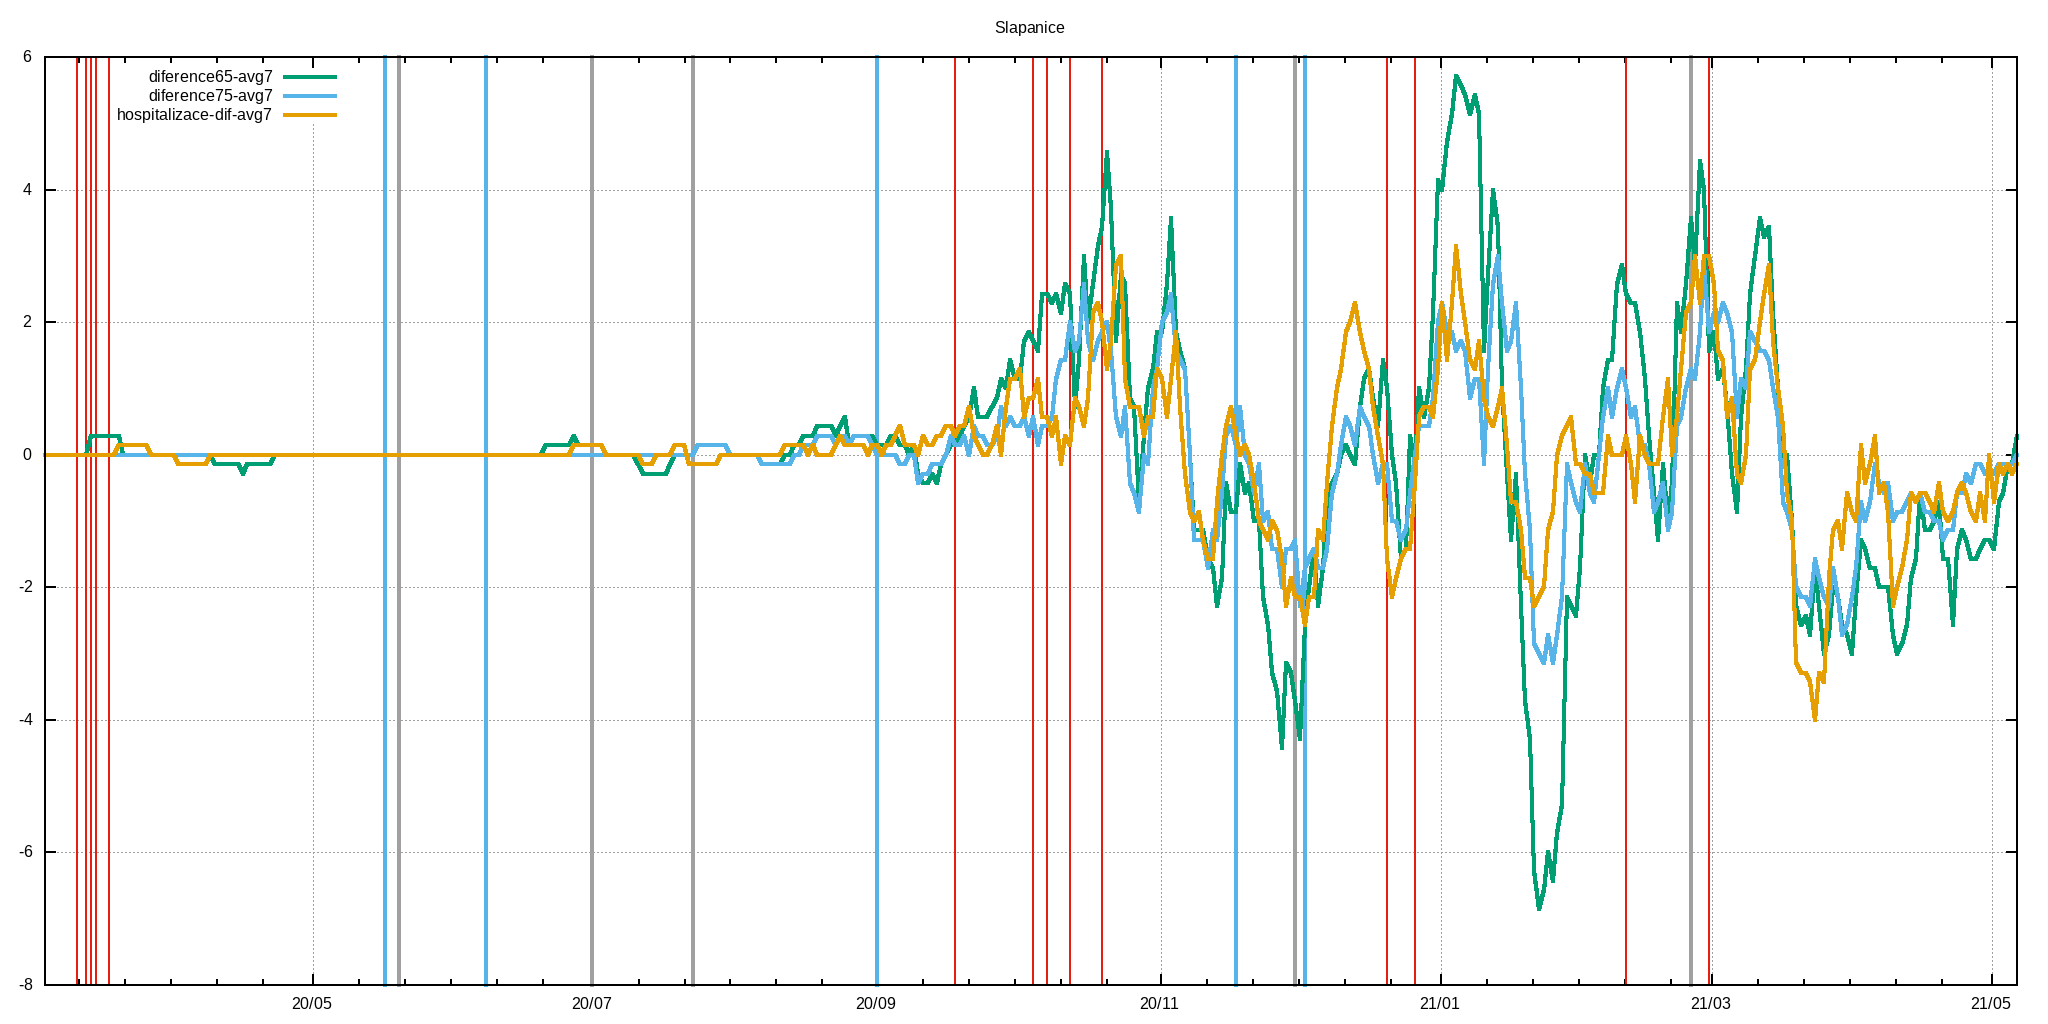 Slapanice
6
diference65-avg7
diference75-avg7
hospitalizace-dif-avg7
4
2
0
-2
-4
-6
-8
20/05 20/07 20/09 20/11 21/01 21/03 21/05